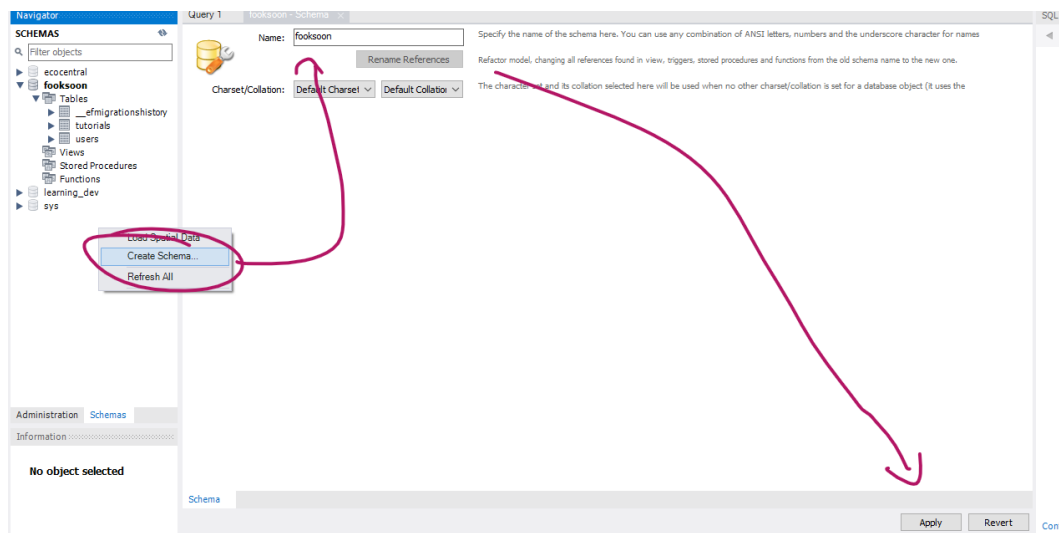 Navigator
SCHEMAS
Filter objects
ecocentral
fooksoon
Tables
__efmigrationshistory
tutorials
users
Views
Stored Procedures
Functions
learning_dev
sys
Load Spatial Data
Create Schema...
Refresh All
Administration Schemas
Information
No object selected
Query 1 fooksoon - Schema
Name: fooksoon
Specify the name of the schema here. You can use any combination of ANSI letters, numbers and the underscore character for names
Rename References
Refactor model, changing all references found in view, triggers, stored procedures and functions from the old schema name to the new one.
Charset/Collation: Default Charset Default Collation
The character set and its collation selected here will be used when no other charset/collation is set for a database object (it uses the
Schema
Apply Revert
SQL
Con